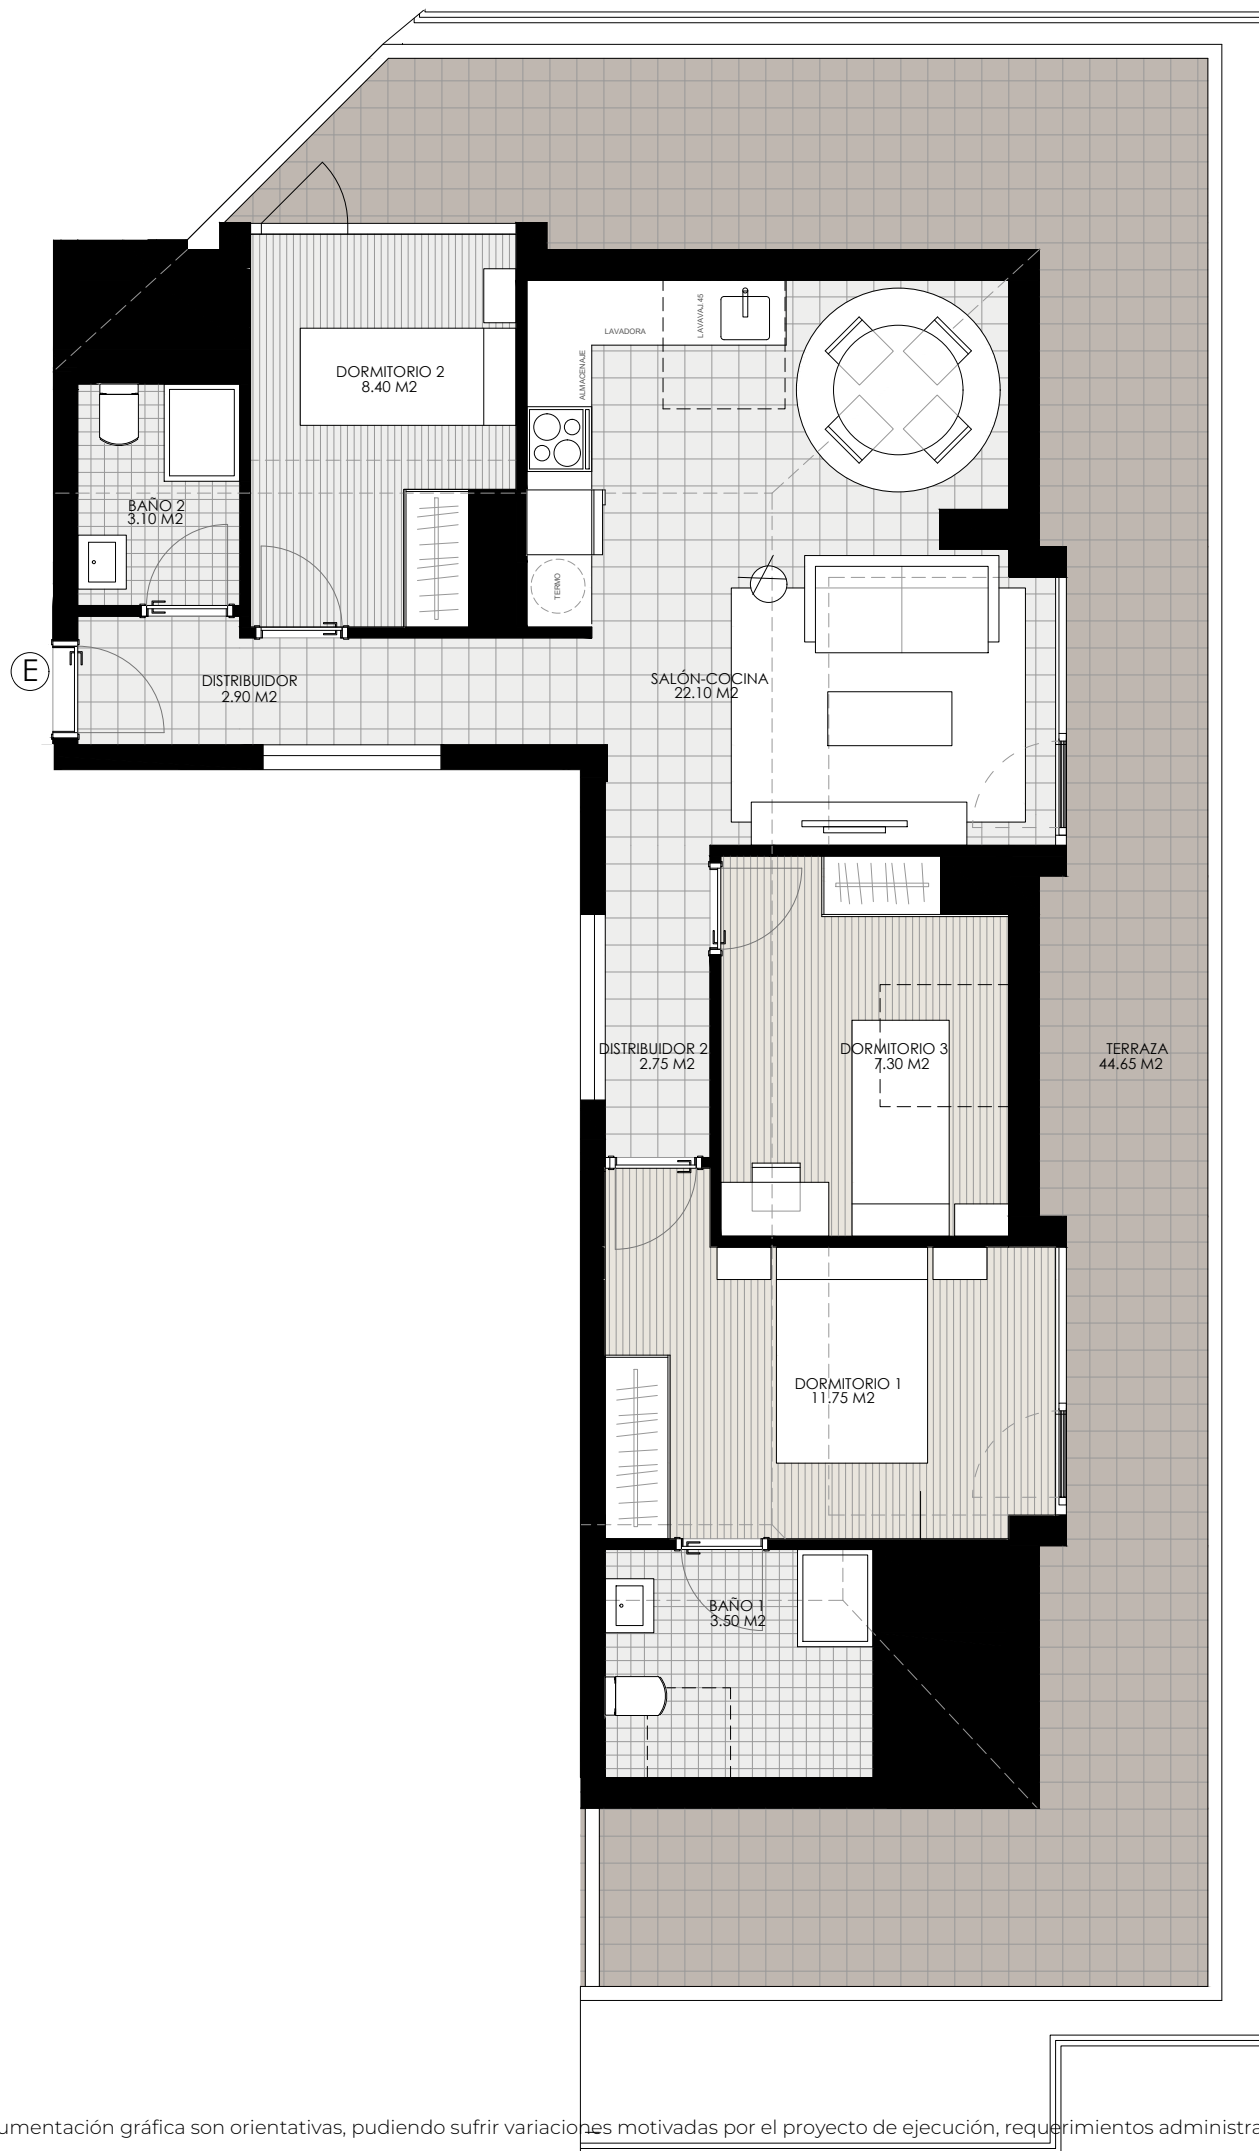 LAVADORA
LAVAVAJ.45
ALMACENAJE
DORMITORIO 2
8.40 M2
BAÑO 2
3.10 M2
TERMO
E
DISTRIBUIDOR
2.90 M2
SALÓN-COCINA
22.10 M2
DISTRIBUIDOR 2
2.75 M2
DORMITORIO 3
7.30 M2
TERRAZA
44.65 M2
DORMITORIO 1
11.75 M2
BAÑO 1
3.50 M2
umentación gráfica son orientativas, pudiendo sufrir variaciones motivadas por el proyecto de ejecución, requerimientos administra